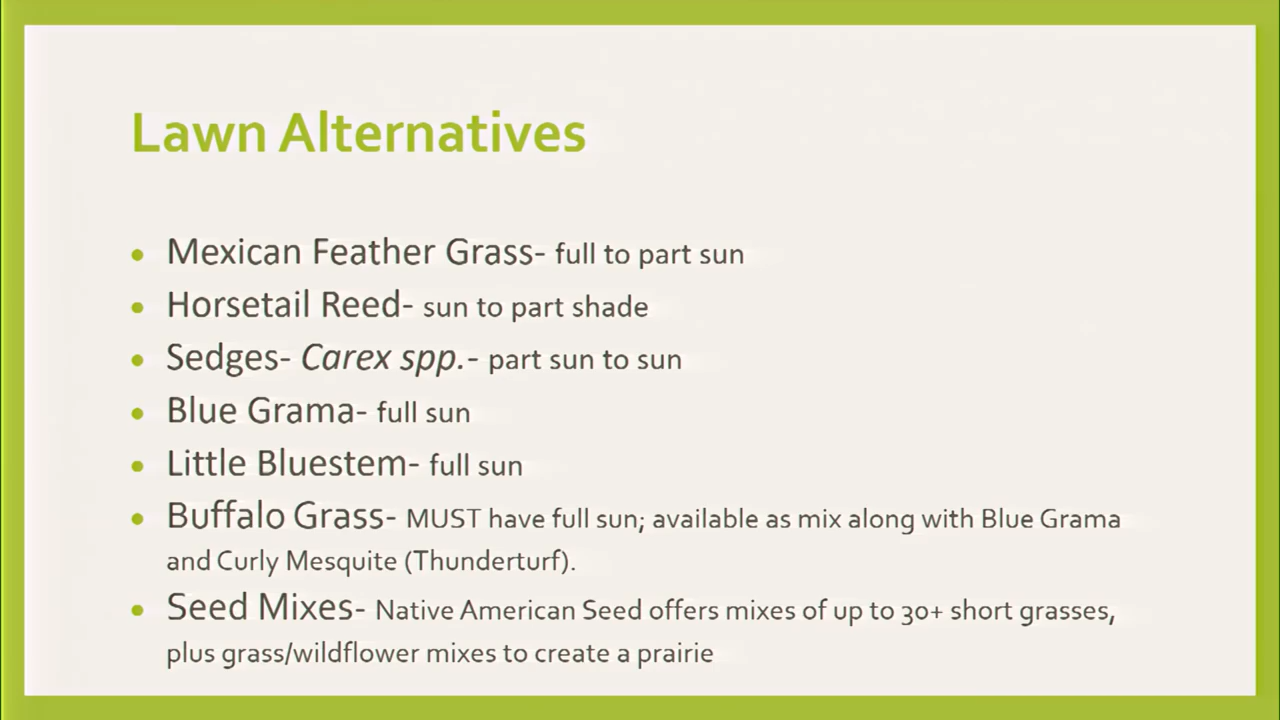 Lawn Alternatives
• Mexican Feather Grass- full to part sun
• Horsetail Reed- sun to part shade
• Sedges- Carex spp.- part sun to sun
• Blue Grama- full sun
• Little Bluestem- full sun
• Buffalo Grass- MUST have full sun; available as mix along with Blue Grama
and Curly Mesquite (Thunderturf).
• Seed Mixes- Native American Seed offers mixes of up to 30+ short grasses,
plus grass/wildflower mixes to create a prairie